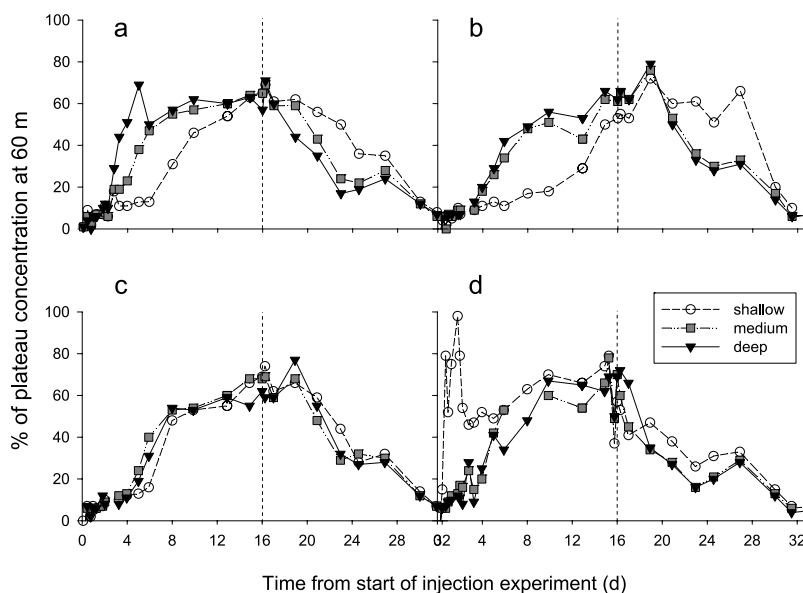 a
b
100
80
60
40
20
0
c
d
shallow
medium
deep
100
80
60
40
20
0
0 4 8 12 16 20 24 28 32
0 4 8 12 16 20 24 28 32
% of plateau concentration at 60 m
Time from start of injection experiment (d)